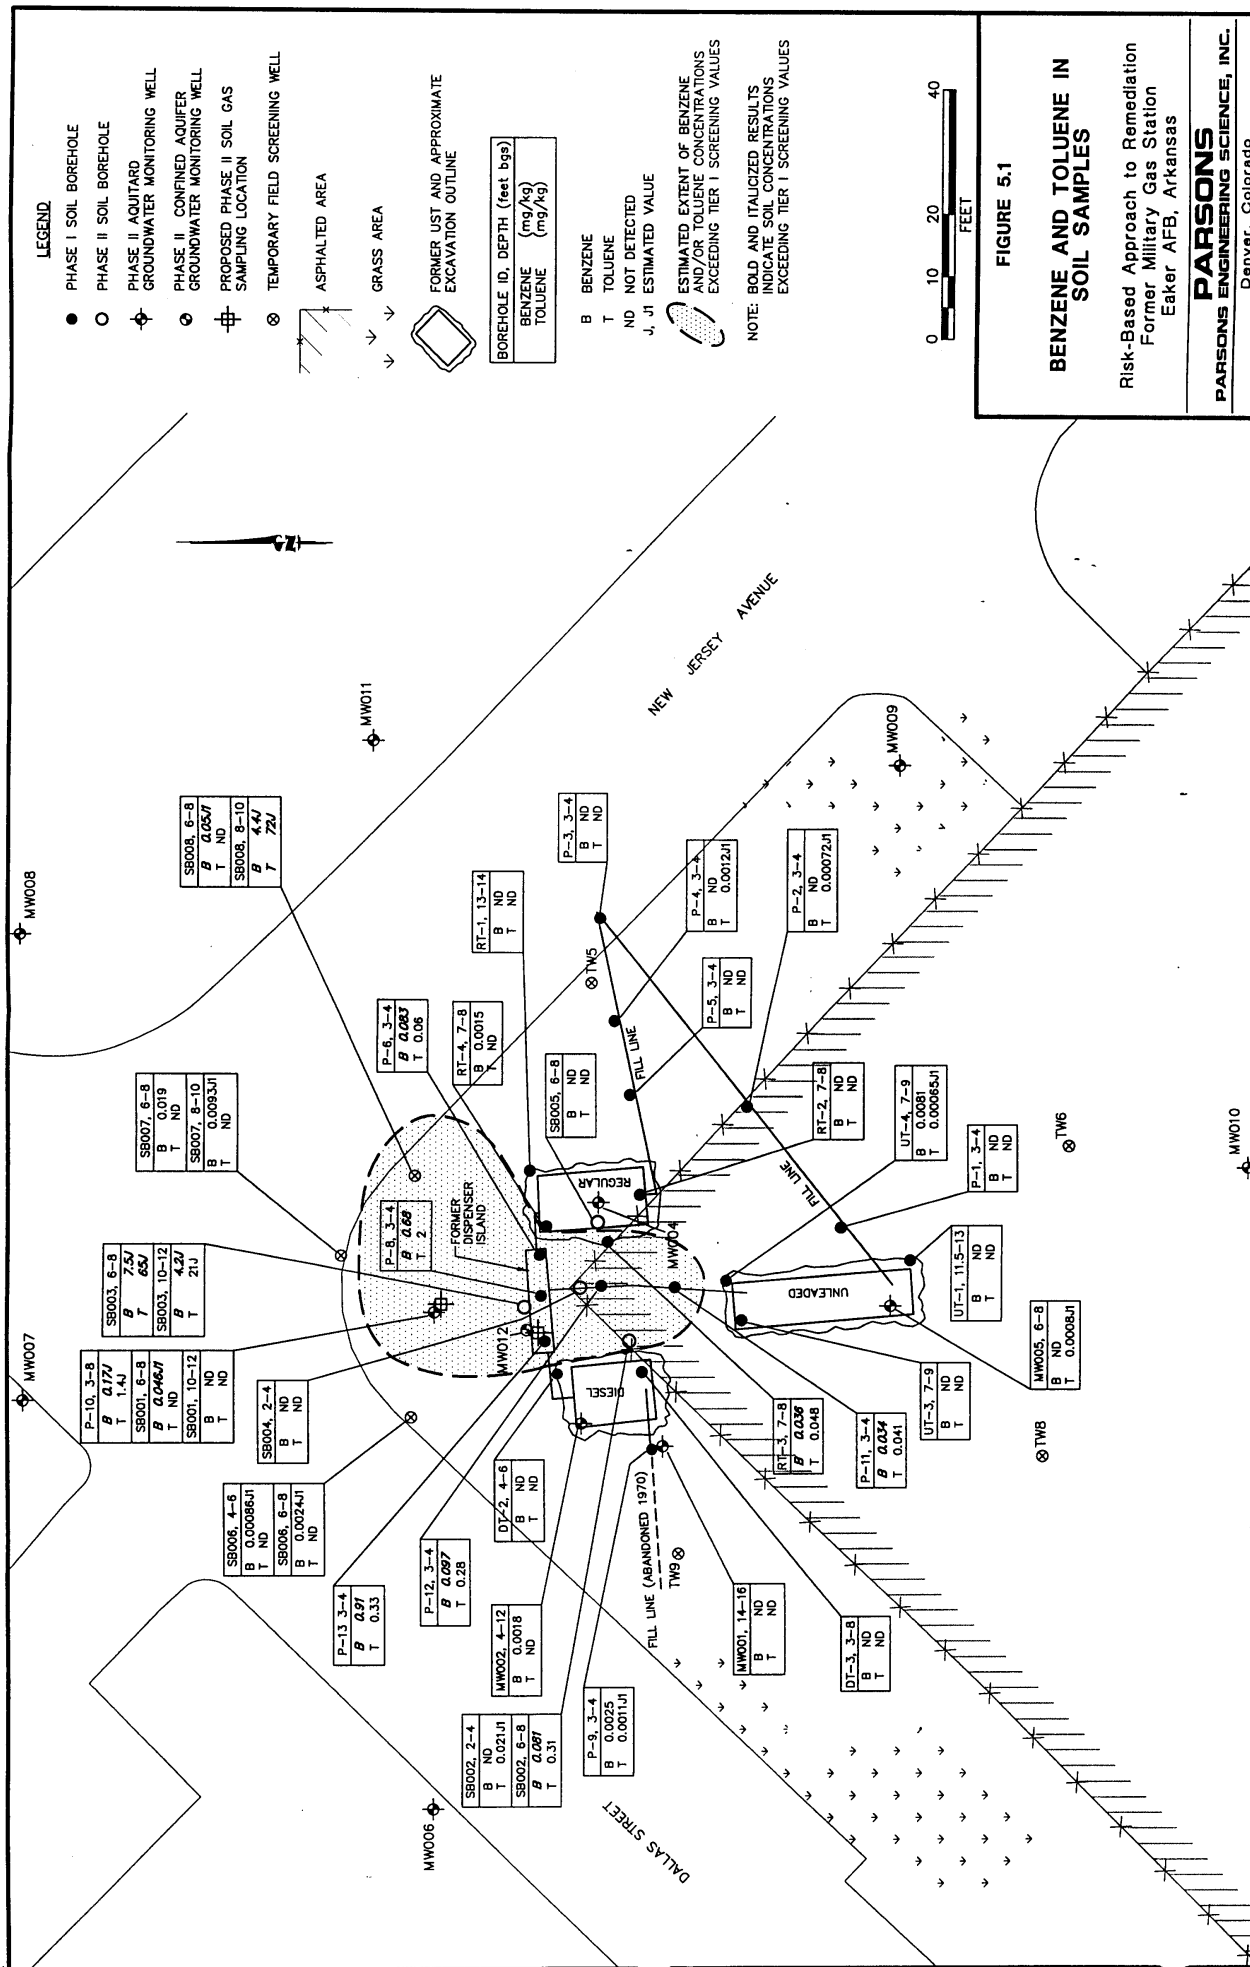 LEGEND
PHASE I SOIL BOREHOLE
PHASE II SOIL BOREHOLE
PHASE II AQUITARD
GROUNDWATER MONITORING WELL
PHASE II CONFINED AQUIFER
GROUNDWATER MONITORING WELL
PROPOSED PHASE II SOIL GAS
SAMPLING LOCATION
TEMPORARY FIELD SCREENING WELL
ASPHALTED AREA
GRASS AREA
FORMER UST AND APPROXIMATE
EXCAVATION OUTLINE
BOREHOLE ID, DEPTH (feet bgs)
BENZENE (mg/kg)
TOLUENE (mg/kg)
B BENZENE
T TOLUENE
ND NOT DETECTED
J, J1 ESTIMATED VALUE
ESTIMATED EXTENT OF BENZENE
AND/OR TOLUENE CONCENTRATIONS
EXCEEDING TIER I SCREENING VALUES
NOTE: BOLD AND ITALICIZED RESULTS
INDICATE SOIL CONCENTRATIONS
EXCEEDING TIER I SCREENING VALUES
0 10 20 40
FEET
FIGURE 5.1
BENZENE AND TOLUENE IN
SOIL SAMPLES
Risk-Based Approach to Remediation
Former Military Gas Station
Eaker AFB, Arkansas
PARSONS
PARSONS ENGINEERING SCIENCE, INC.
Denver, Colorado
MW007
MW008
MW011
MW006
MW009
MW010
MW012
MW004
TW5
TW6
TW8
TW9
NEW JERSEY AVENUE
DALLAS STREET
FORMER
DISPENSER
ISLAND
REGULAR
UNLEADED
DIESEL
FILL LINE
FILL LINE
FILL LINE (ABANDONED 1970)
SB008, 6-8
B 0.05J1
T ND
SB008, 8-10
B 4.4J
T 72J
SB007, 6-8
B 0.019
T ND
SB007, 8-10
B 0.0093J1
T ND
SB003, 6-8
B 7.5J
T 65J
SB003, 10-12
B 4.2J
T 21J
P-10, 3-8
B 0.17J
T 1.4J
SB001, 6-8
B 0.046J1
T ND
SB001, 10-12
B ND
T ND
SB004, 2-4
B ND
T ND
SB006, 4-6
B 0.00086J1
T ND
SB006, 6-8
B 0.0024J1
T ND
P-13 3-4
B 0.91
T 0.33
P-12, 3-4
B 0.097
T 0.28
DT-2, 4-6
B ND
T ND
MW002, 4-12
B 0.0018
T ND
SB002, 2-4
B ND
T 0.021J1
SB002, 6-8
B 0.081
T 0.31
P-9, 3-4
B 0.0025
T 0.0011J1
MW001, 14-16
B ND
T ND
DT-3, 3-8
B ND
T ND
P-8, 3-4
B 0.68
T 2
P-6, 3-4
B 0.083
T 0.06
RT-4, 7-8
B 0.0015
T ND
RT-1, 13-14
B ND
T ND
SB005, 6-8
B ND
T ND
P-3, 3-4
B ND
T ND
P-4, 3-4
B ND
T 0.0012J1
P-5, 3-4
B ND
T ND
P-2, 3-4
B ND
T 0.00072J1
RT-2, 7-8
B ND
T ND
UT-4, 7-9
B 0.0081
T 0.00065J1
P-1, 3-4
B ND
T ND
UT-1, 11.5-13
B ND
T ND
MW005, 6-8
B ND
T 0.0008J1
UT-3, 7-9
B ND
T ND
P-11, 3-4
B 0.034
T 0.041
RT-3, 7-8
B 0.036
T 0.048